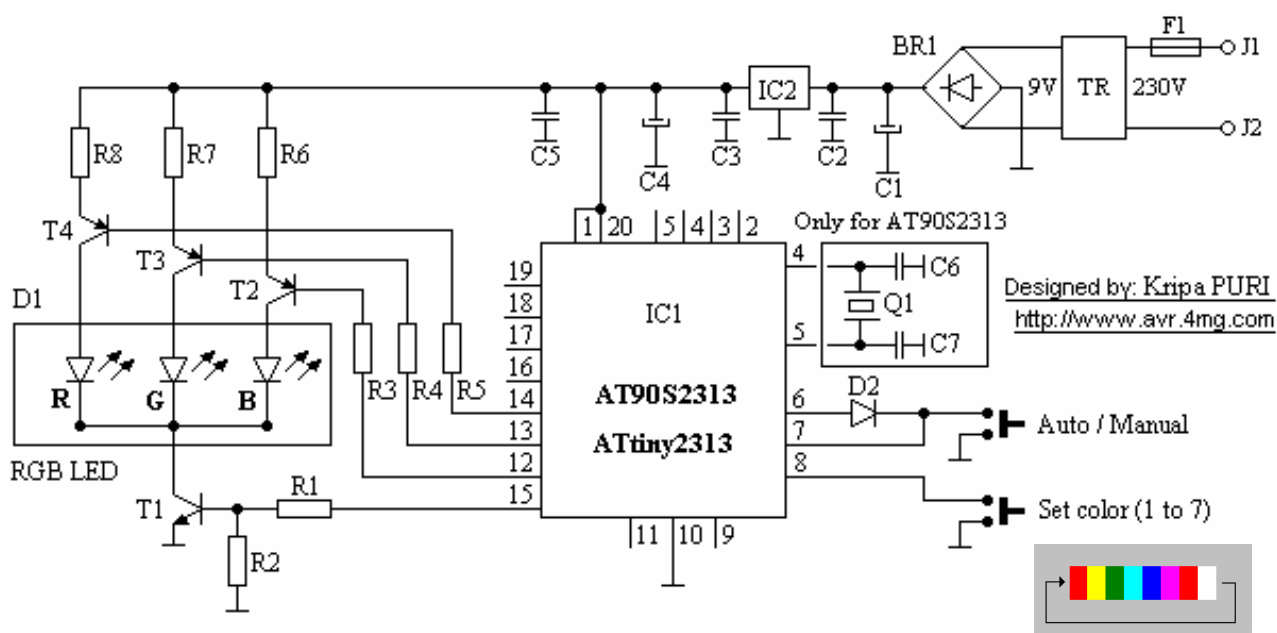 F1
BR1
J1
IC2
9V TR 230V
J2
R8 R7 R6
C5 C4 C3 C2 C1
T4
1 20 5 4 3 2
Only for AT90S2313
T3
T2
19
4
C6
D1
18
IC1
Q1
Designed by: Kripa PURI
http://www.avr.4mg.com
17
5
C7
16
R3 R4 R5
R G B
14
AT90S2313
6
D2
13
ATtiny2313
7
Auto / Manual
12
8
RGB LED
R1
15
T1
Set color (1 to 7)
11 10 9
R2